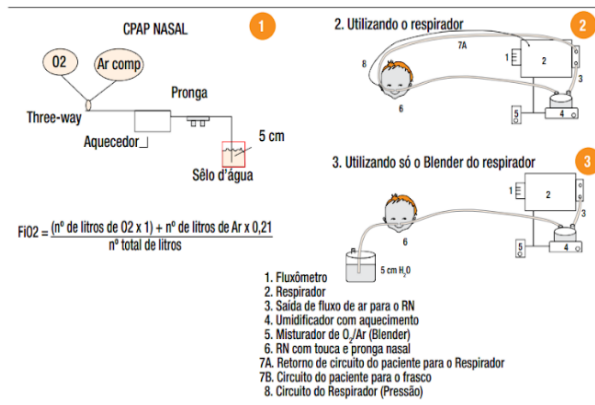 CPAP NASAL
1
O2
Ar comp
Pronga
Three-way
Aquecedor
5 cm
Sêlo d'água
FiO2 = (nº de litros de O2 x 1) + nº de litros de Ar x 0,21
nº total de litros
2. Utilizando o respirador
2
7A
8
1
2
3
6
5
4
3. Utilizando só o Blender do respirador
3
1
2
3
6
5
4
5 cm H2O
1. Fluxômetro
2. Respirador
3. Saída de fluxo de ar para o RN
4. Umidificador com aquecimento
5. Misturador de O2/Ar (Blender)
6. RN com touca e pronga nasal
7A. Retorno de circuito do paciente para o Respirador
7B. Circuito do paciente para o frasco
8. Circuito do Respirador (Pressão)